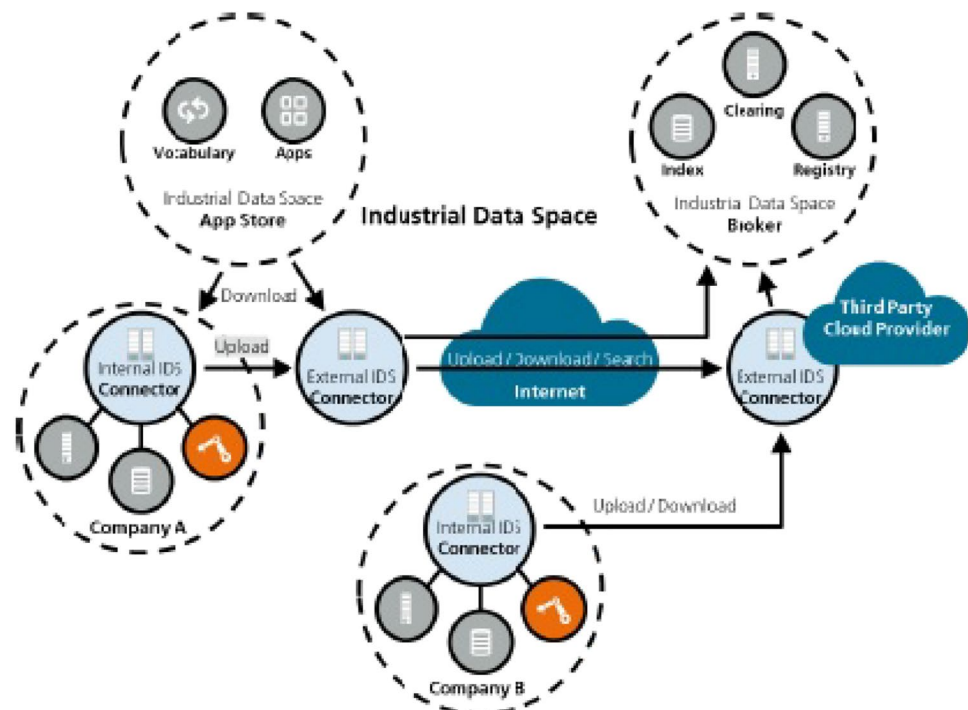 Clearing
Vocabulary
Apps
Index
Registry
Industrial Data Space
App Store
Industrial Data Space
Industrial Data Space
Broker
Download
Third Party
Cloud Provider
Upload
Internal IDS
Connector
External IDS
Connector
Upload / Download / Search
Internet
External IDS
Connector
Company A
Upload / Download
Internal IDS
Connector
Company B